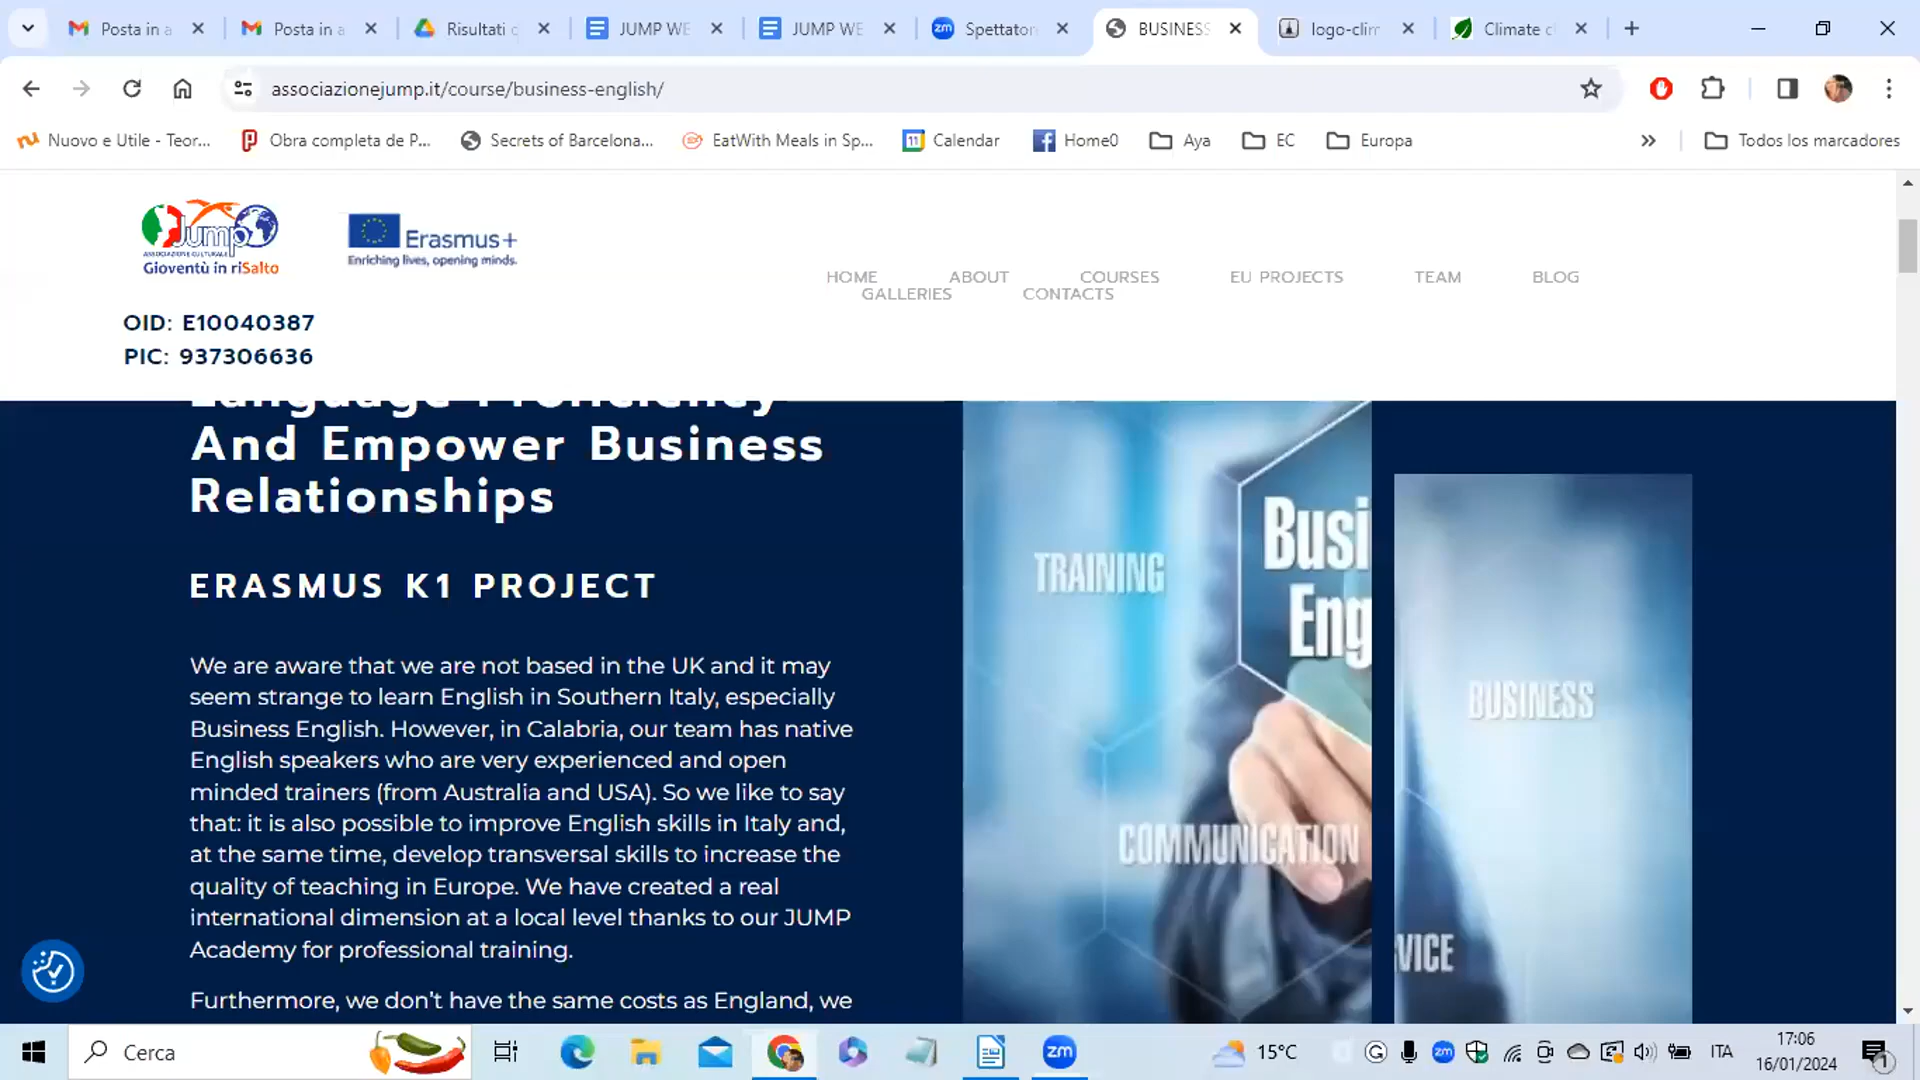 Posta in a
Posta in a
Risultati
JUMP WE
JUMP WE
zm Spettator
BUSINESS
logo-clim
Climate c
associazionejump.it/course/business-english/
Nuovo e Utile - Teor...
Obra completa de P...
Secrets of Barcelona...
EatWith Meals in Sp...
Calendar
Home0
Aya
EC
Europa
Todos los marcadores
Jump
ASSOCIAZIONE CULTURALE
Gioventù in riSalto
Erasmus+
Enriching lives, opening minds.
HOME ABOUT COURSES EU PROJECTS TEAM BLOG
GALLERIES CONTACTS
OID: E10040387
PIC: 937306636
Language Proficiency
And Empower Business
Relationships
ERASMUS K1 PROJECT
We are aware that we are not based in the UK and it may
seem strange to learn English in Southern Italy, especially
Business English. However, in Calabria, our team has native
English speakers who are very experienced and open
minded trainers (from Australia and USA). So we like to say
that: it is also possible to improve English skills in Italy and,
at the same time, develop transversal skills to increase the
quality of teaching in Europe. We have created a real
international dimension at a local level thanks to our JUMP
Academy for professional training.
Furthermore, we don't have the same costs as England, we
TRAINING
Busi
Eng
COMMUNICATION
BUSINESS
VICE
Cerca
zm
15°C
zm
ITA
17:06
16/01/2024
1